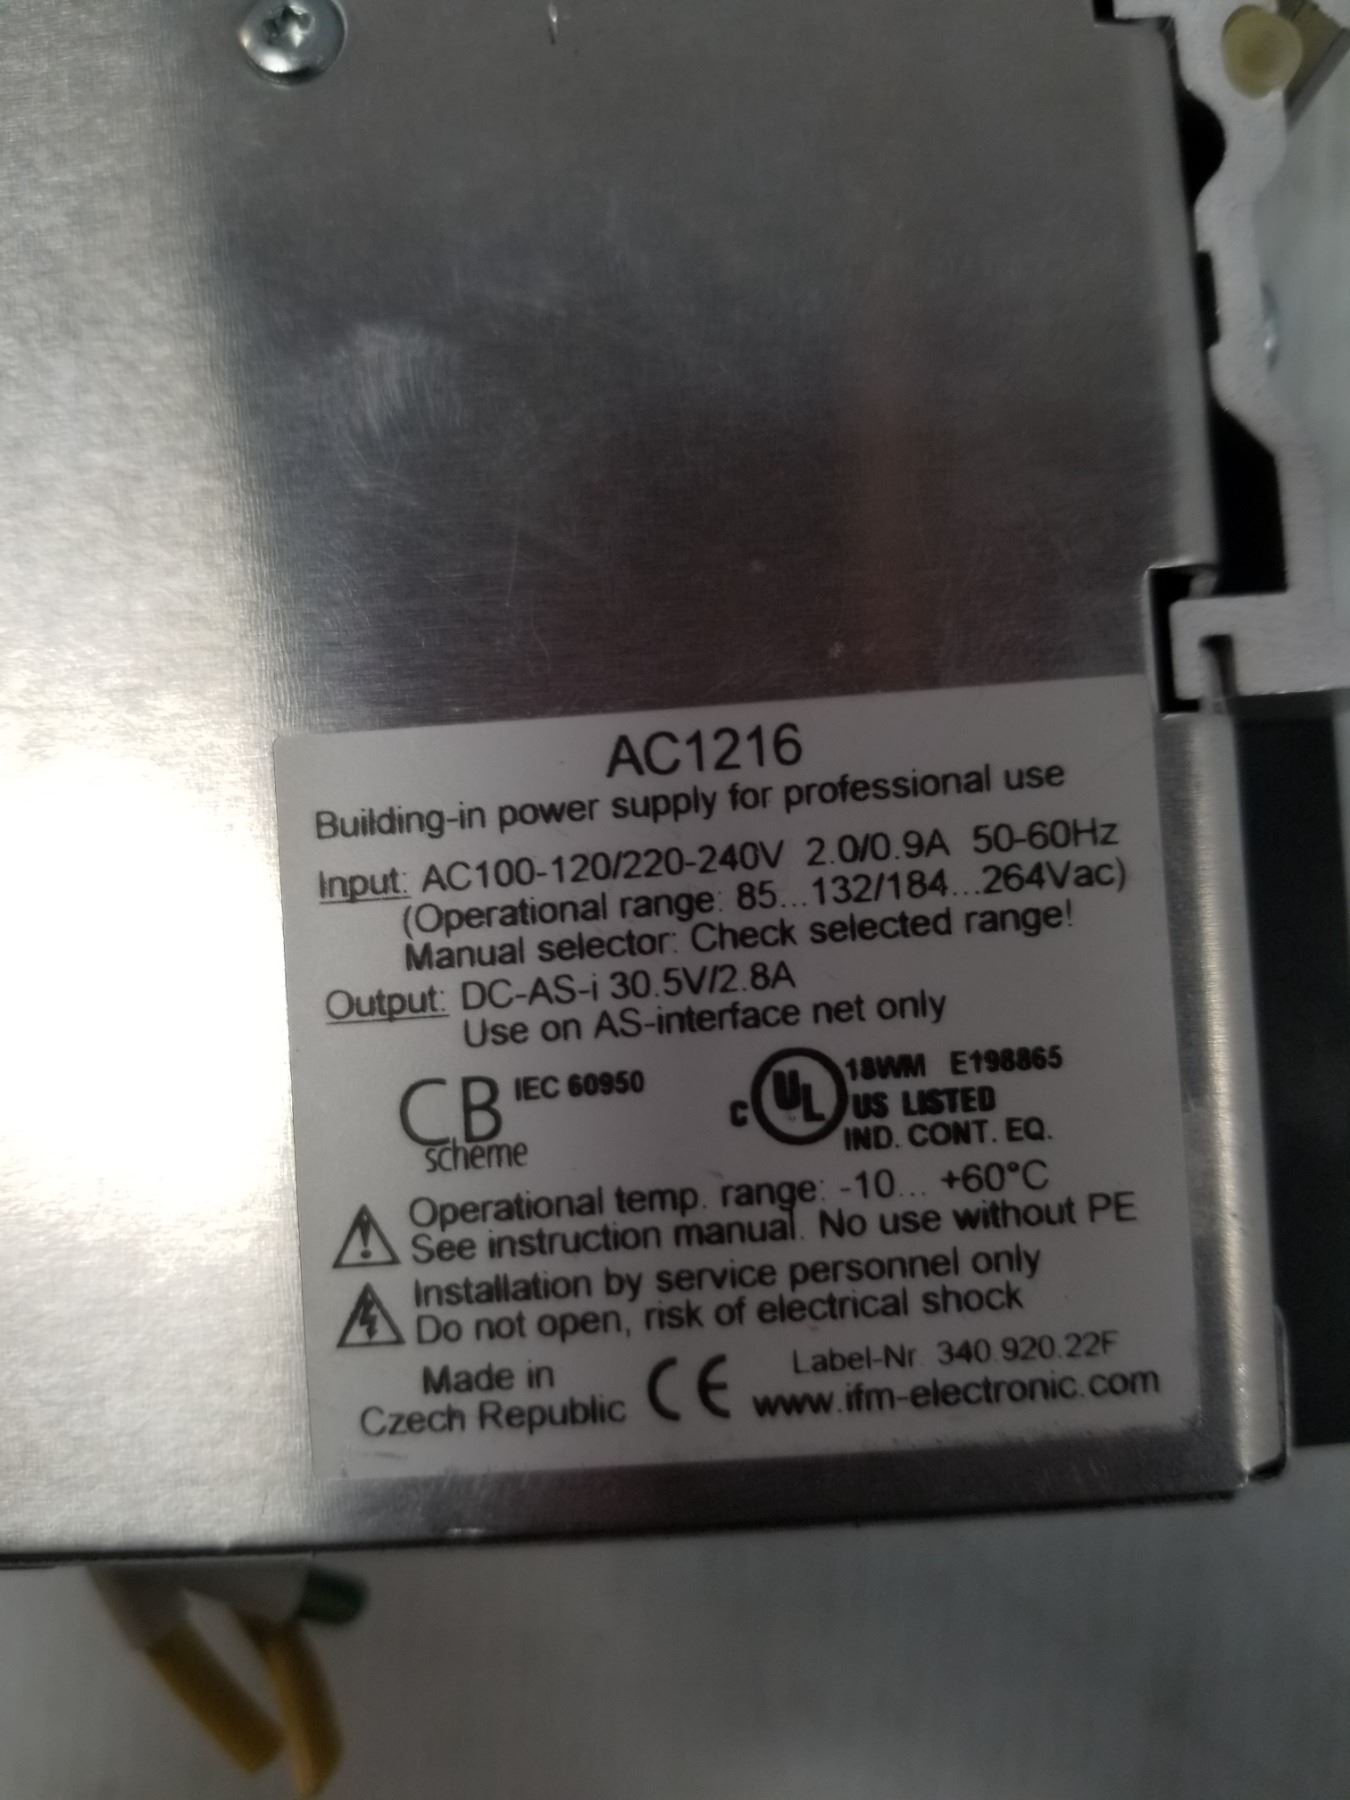 AC1216
Building-in power supply for professional use
Input: AC100-120/220-240V 2.0/0.9A 50-60Hz
(Operational range: 85...132/184...264Vac)
Manual selector: Check selected range!
Output: DC-AS-i 30.5V/2.8A
Use on AS-interface net only
CB scheme IEC 60950
c UL US LISTED 18WM E198865
IND. CONT. EQ.
Operational temp. range: -10... +60°C
See instruction manual. No use without PE
Installation by service personnel only
Do not open, risk of electrical shock
Made in
Czech Republic
CE
Label-Nr. 340.920.22F
www.ifm-electronic.com